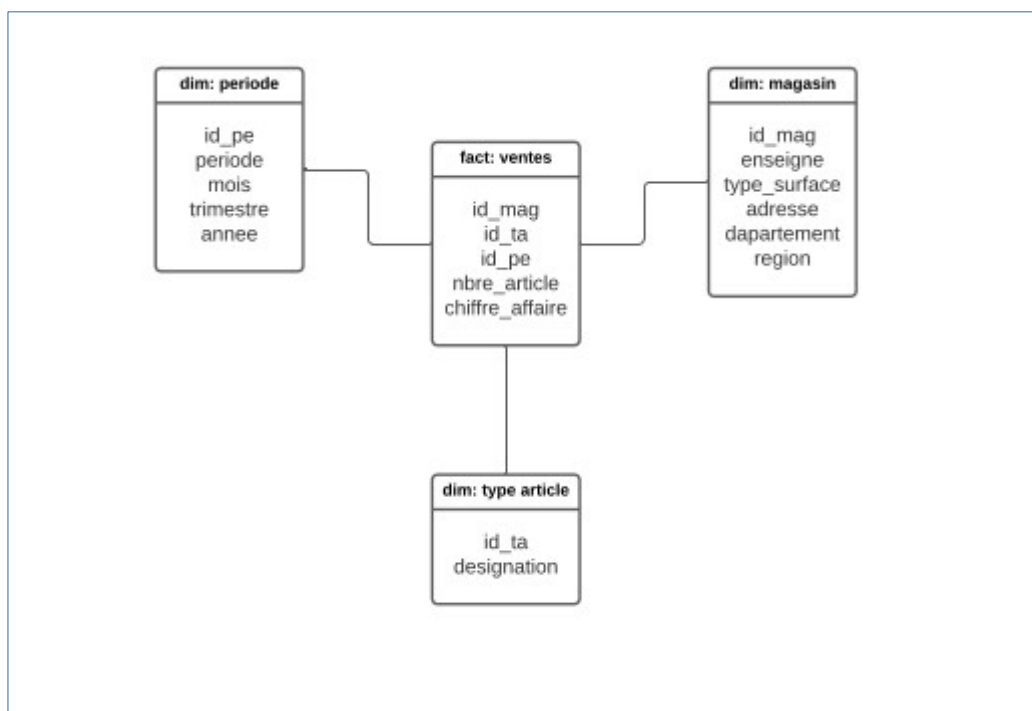 dim: periode
id_pe
periode
mois
trimestre
annee
fact: ventes
id_mag
id_ta
id_pe
nbre_article
chiffre_affaire
dim: magasin
id_mag
enseigne
type_surface
adresse
dapartement
region
dim: type article
id_ta
designation